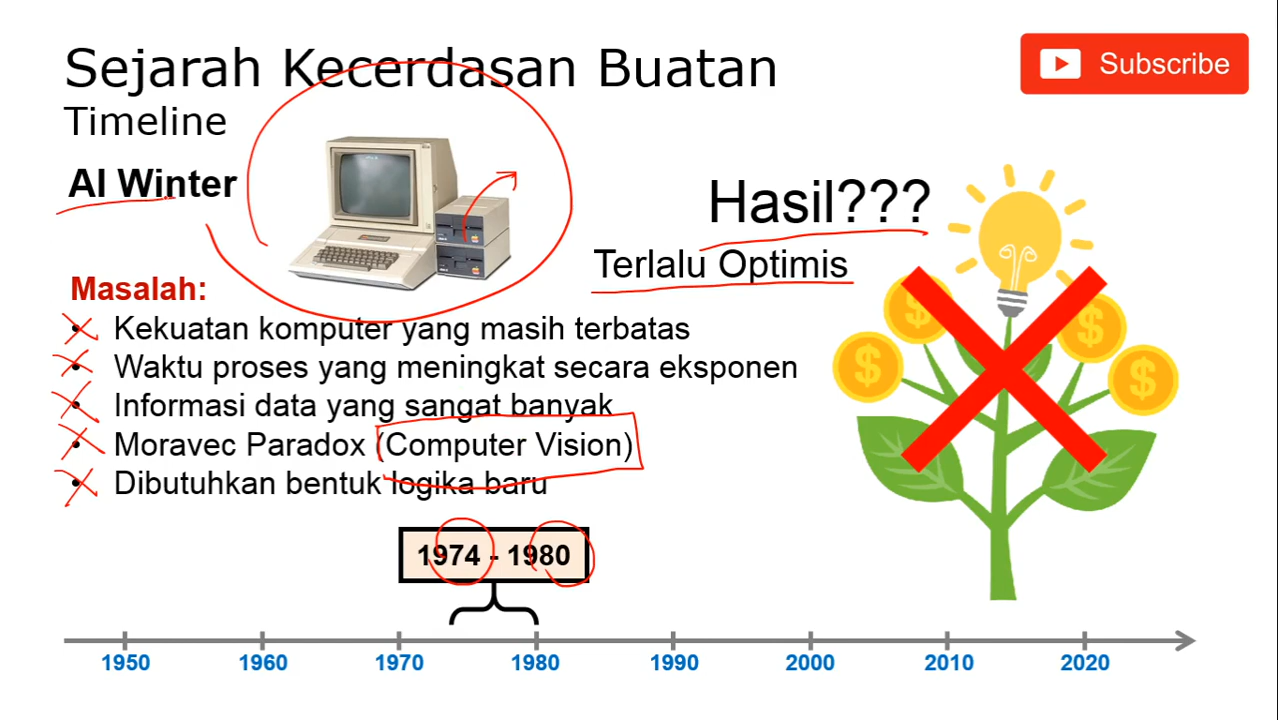 Sejarah Kecerdasan Buatan
Subscribe
Timeline
AI Winter
Hasil???
Terlalu Optimis
Masalah:
• Kekuatan komputer yang masih terbatas
• Waktu proses yang meningkat secara eksponen
• Informasi data yang sangat banyak
• Moravec Paradox (Computer Vision)
• Dibutuhkan bentuk logika baru
$ $ $ $
1974 - 1980
1950 1960 1970 1980 1990 2000 2010 2020